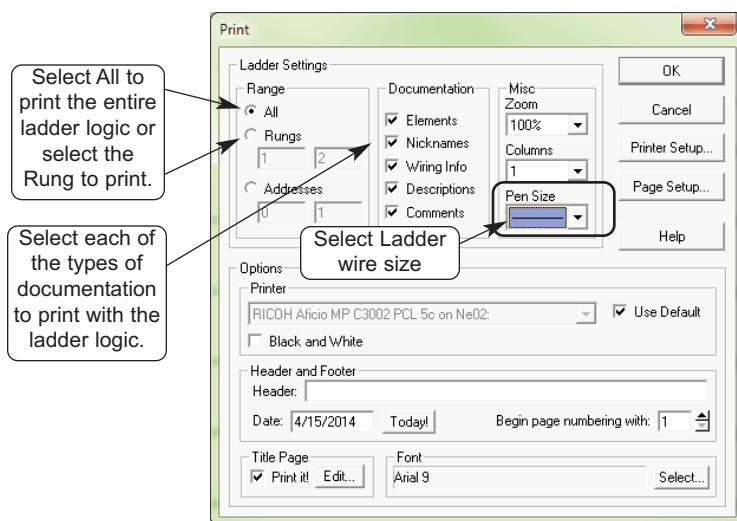 Print
Ladder Settings
Range
All
Rungs
1 2
Addresses
0 1
Documentation
Elements
Nicknames
Wiring Info
Descriptions
Comments
Misc
Zoom
100%
Columns
1
Pen Size
OK
Cancel
Printer Setup...
Page Setup...
Help
Select All to
print the entire
ladder logic or
select the
Rung to print.
Select each of
the types of
documentation
to print with the
ladder logic.
Select Ladder
wire size
Options
Printer
RICOH Aficio MP C3002 PCL 5c on Ne02:
Use Default
Black and White
Header and Footer
Header:
Date: 4/15/2014 Today! Begin page numbering with: 1
Title Page
Print it! Edit...
Font
Arial 9 Select...